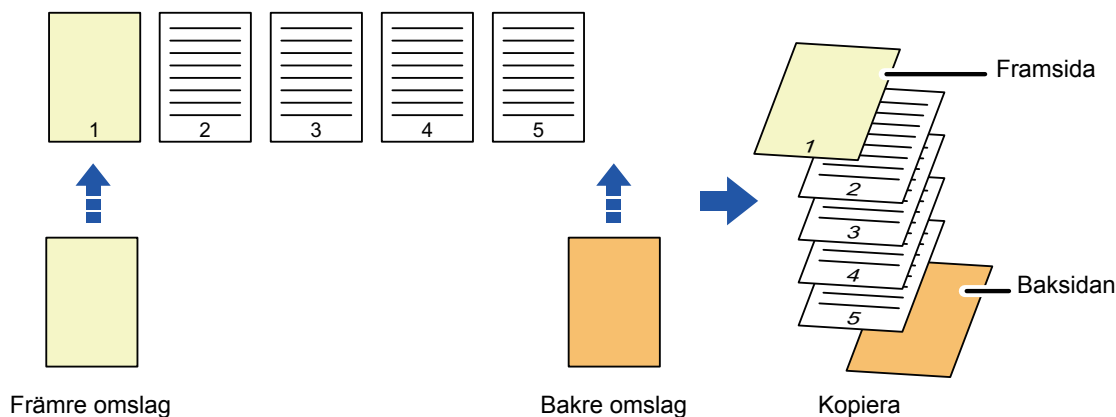 1 2 3 4 5
Framsida
1
2
3
4
5
Baksidan
Främre omslag
Bakre omslag
Kopiera